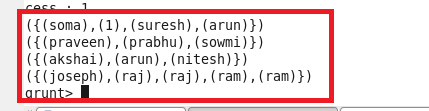 cess : 1
({(soma),(1),(suresh),(arun)})
({(praveen),(prabhu),(sowmi)})
({(akshai),(arun),(nitesh)})
({(joseph),(raj),(raj),(ram),(ram)})
grunt>